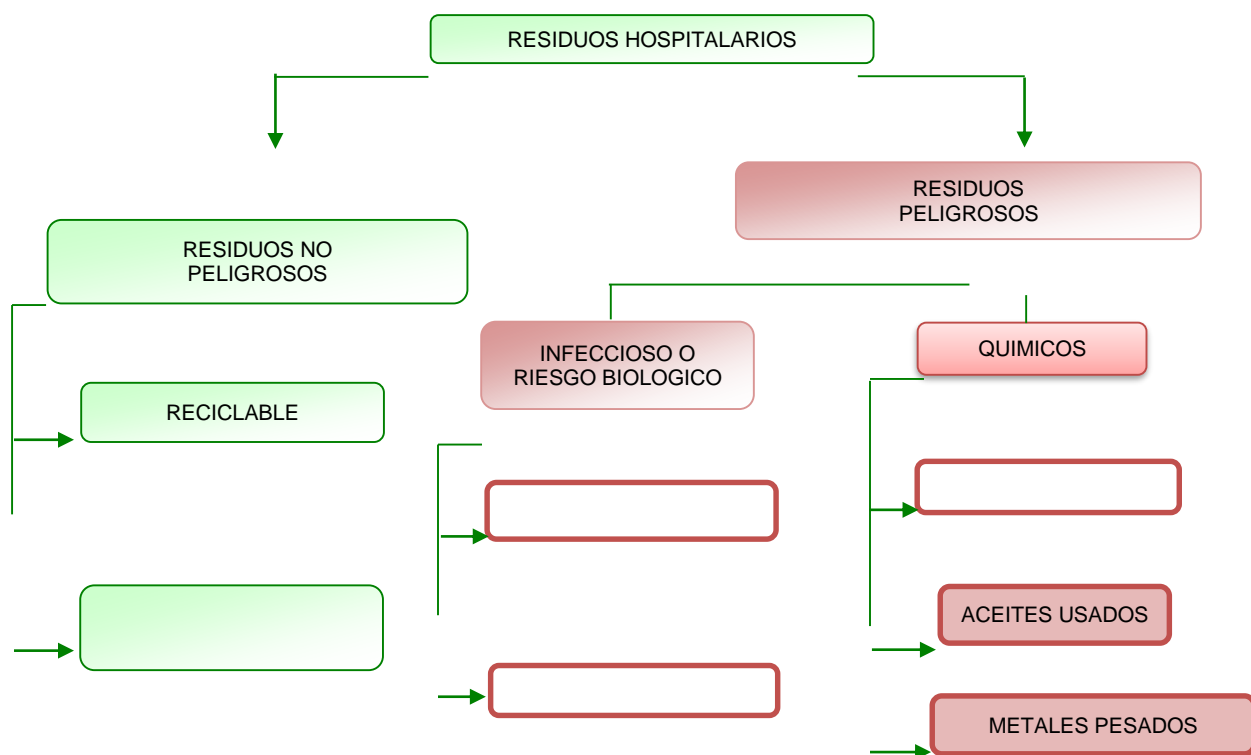 RESIDUOS HOSPITALARIOS
RESIDUOS
PELIGROSOS
RESIDUOS NO
PELIGROSOS
INFECCIOSO O
RIESGO BIOLOGICO
QUIMICOS
RECICLABLE
ACEITES USADOS
METALES PESADOS